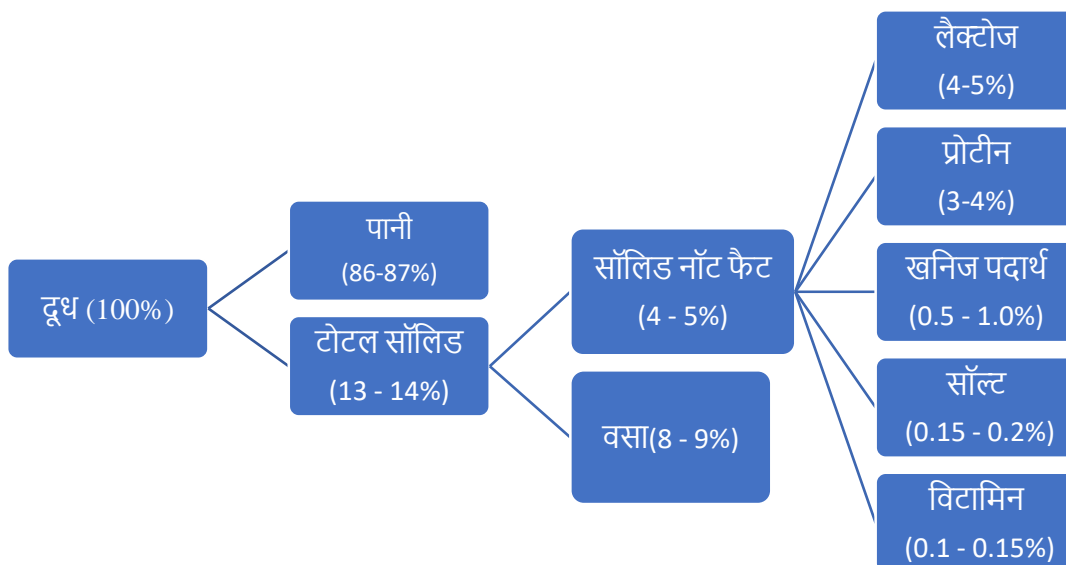 दूध (100%)
पानी
(86-87%)
टोटल सॉलिड
(13 - 14%)
सॉलिड नॉट फैट
(4 - 5%)
वसा(8 - 9%)
लैक्टोज
(4-5%)
प्रोटीन
(3-4%)
खनिज पदार्थ
(0.5 - 1.0%)
सॉल्ट
(0.15 - 0.2%)
विटामिन
(0.1 - 0.15%)